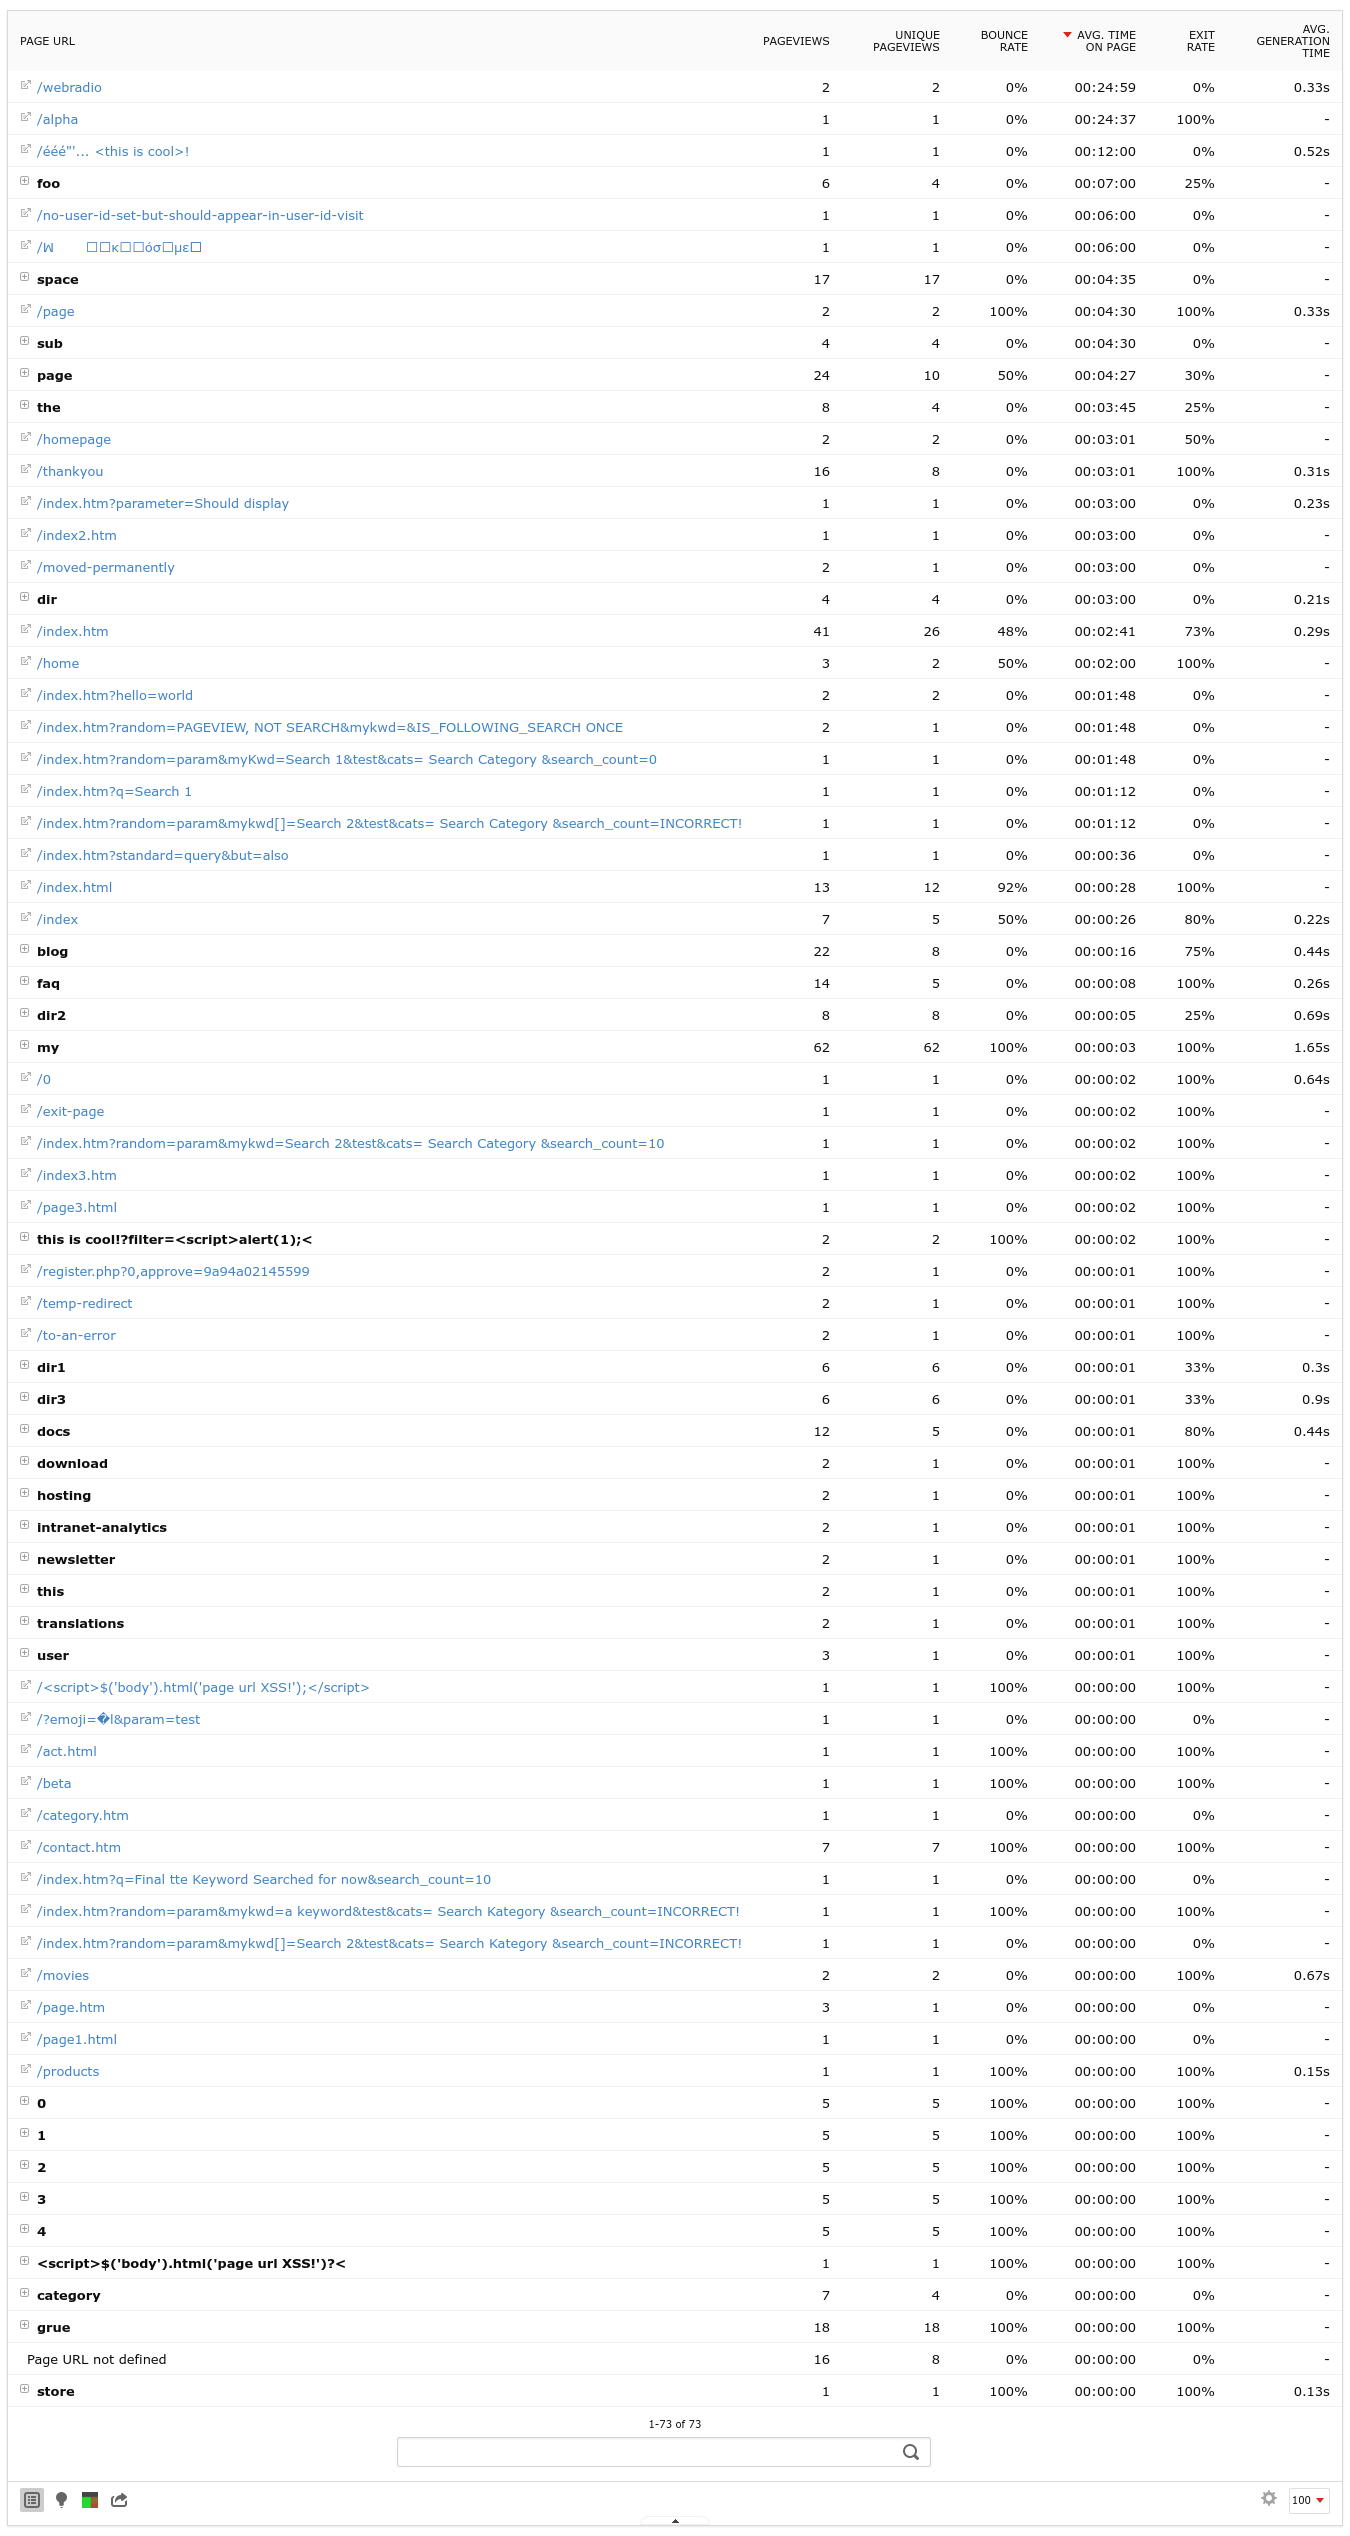 PAGE URL PAGEVIEWS UNIQUE PAGEVIEWS BOUNCE RATE AVG. TIME ON PAGE EXIT RATE AVG. GENERATION TIME
/webradio 2 2 0% 00:24:59 0% 0.33s
/alpha 1 1 0% 00:24:37 100% -
/ééé"'... <this is cool>! 1 1 0% 00:12:00 0% 0.52s
foo 6 4 0% 00:07:00 25% -
/no-user-id-set-but-should-appear-in-user-id-visit 1 1 0% 00:06:00 0% -
1 1 0% 00:06:00 0% -
space 17 17 0% 00:04:35 0% -
/page 2 2 100% 00:04:30 100% 0.33s
sub 4 4 0% 00:04:30 0% -
page 24 10 50% 00:04:27 30% -
the 8 4 0% 00:03:45 25% -
/homepage 2 2 0% 00:03:01 50% -
/thankyou 16 8 0% 00:03:01 100% 0.31s
/index.htm?parameter=Should display 1 1 0% 00:03:00 0% 0.23s
/index2.htm 1 1 0% 00:03:00 0% -
/moved-permanently 2 1 0% 00:03:00 0% -
dir 4 4 0% 00:03:00 0% 0.21s
/index.htm 41 26 48% 00:02:41 73% 0.29s
/home 3 2 50% 00:02:00 100% -
/index.htm?hello=world 2 2 0% 00:01:48 0% -
/index.htm?random=PAGEVIEW, NOT SEARCH&mykwd=&IS_FOLLOWING_SEARCH ONCE 2 1 0% 00:01:48 0% -
/index.htm?random=param&myKwd=Search 1&test&cats= Search Category &search_count=0 1 1 0% 00:01:48 0% -
/index.htm?q=Search 1 1 1 0% 00:01:12 0% -
/index.htm?random=param&mykwd[]=Search 2&test&cats= Search Category &search_count=INCORRECT! 1 1 0% 00:01:12 0% -
/index.htm?standard=query&but=also 1 1 0% 00:00:36 0% -
/index.html 13 12 92% 00:00:28 100% -
/index 7 5 50% 00:00:26 80% 0.22s
blog 22 8 0% 00:00:16 75% 0.44s
faq 14 5 0% 00:00:08 100% 0.26s
dir2 8 8 0% 00:00:05 25% 0.69s
my 62 62 100% 00:00:03 100% 1.65s
/0 1 1 0% 00:00:02 100% 0.64s
/exit-page 1 1 0% 00:00:02 100% -
/index.htm?random=param&mykwd=Search 2&test&cats= Search Category &search_count=10 1 1 0% 00:00:02 100% -
/index3.htm 1 1 0% 00:00:02 100% -
/page3.html 1 1 0% 00:00:02 100% -
this is cool!?filter=<script>alert(1);< 2 2 100% 00:00:02 100% -
/register.php?0,approve=9a94a02145599 2 1 0% 00:00:01 100% -
/temp-redirect 2 1 0% 00:00:01 100% -
/to-an-error 2 1 0% 00:00:01 100% -
dir1 6 6 0% 00:00:01 33% 0.3s
dir3 6 6 0% 00:00:01 33% 0.9s
docs 12 5 0% 00:00:01 80% 0.44s
download 2 1 0% 00:00:01 100% -
hosting 2 1 0% 00:00:01 100% -
intranet-analytics 2 1 0% 00:00:01 100% -
newsletter 2 1 0% 00:00:01 100% -
this 2 1 0% 00:00:01 100% -
translations 2 1 0% 00:00:01 100% -
user 3 1 0% 00:00:01 100% -
/<script>$('body').html('page url XSS!');</script> 1 1 100% 00:00:00 100% -
/?emoji=�l&param=test 1 1 0% 00:00:00 0% -
/act.html 1 1 100% 00:00:00 100% -
/beta 1 1 100% 00:00:00 100% -
/category.htm 1 1 0% 00:00:00 0% -
/contact.htm 7 7 100% 00:00:00 100% -
/index.htm?q=Final tte Keyword Searched for now&search_count=10 1 1 0% 00:00:00 0% -
/index.htm?random=param&mykwd=a keyword&test&cats= Search Kategory &search_count=INCORRECT! 1 1 100% 00:00:00 100% -
/index.htm?random=param&mykwd[]=Search 2&test&cats= Search Kategory &search_count=INCORRECT! 1 1 0% 00:00:00 0% -
/movies 2 2 0% 00:00:00 100% 0.67s
/page.htm 3 1 0% 00:00:00 0% -
/page1.html 1 1 0% 00:00:00 0% -
/products 1 1 100% 00:00:00 100% 0.15s
0 5 5 100% 00:00:00 100% -
1 5 5 100% 00:00:00 100% -
2 5 5 100% 00:00:00 100% -
3 5 5 100% 00:00:00 100% -
4 5 5 100% 00:00:00 100% -
<script>$('body').html('page url XSS!')?< 1 1 100% 00:00:00 100% -
category 7 4 0% 00:00:00 0% -
grue 18 18 100% 00:00:00 100% -
Page URL not defined 16 8 0% 00:00:00 0% -
store 1 1 100% 00:00:00 100% 0.13s
1-73 of 73
100